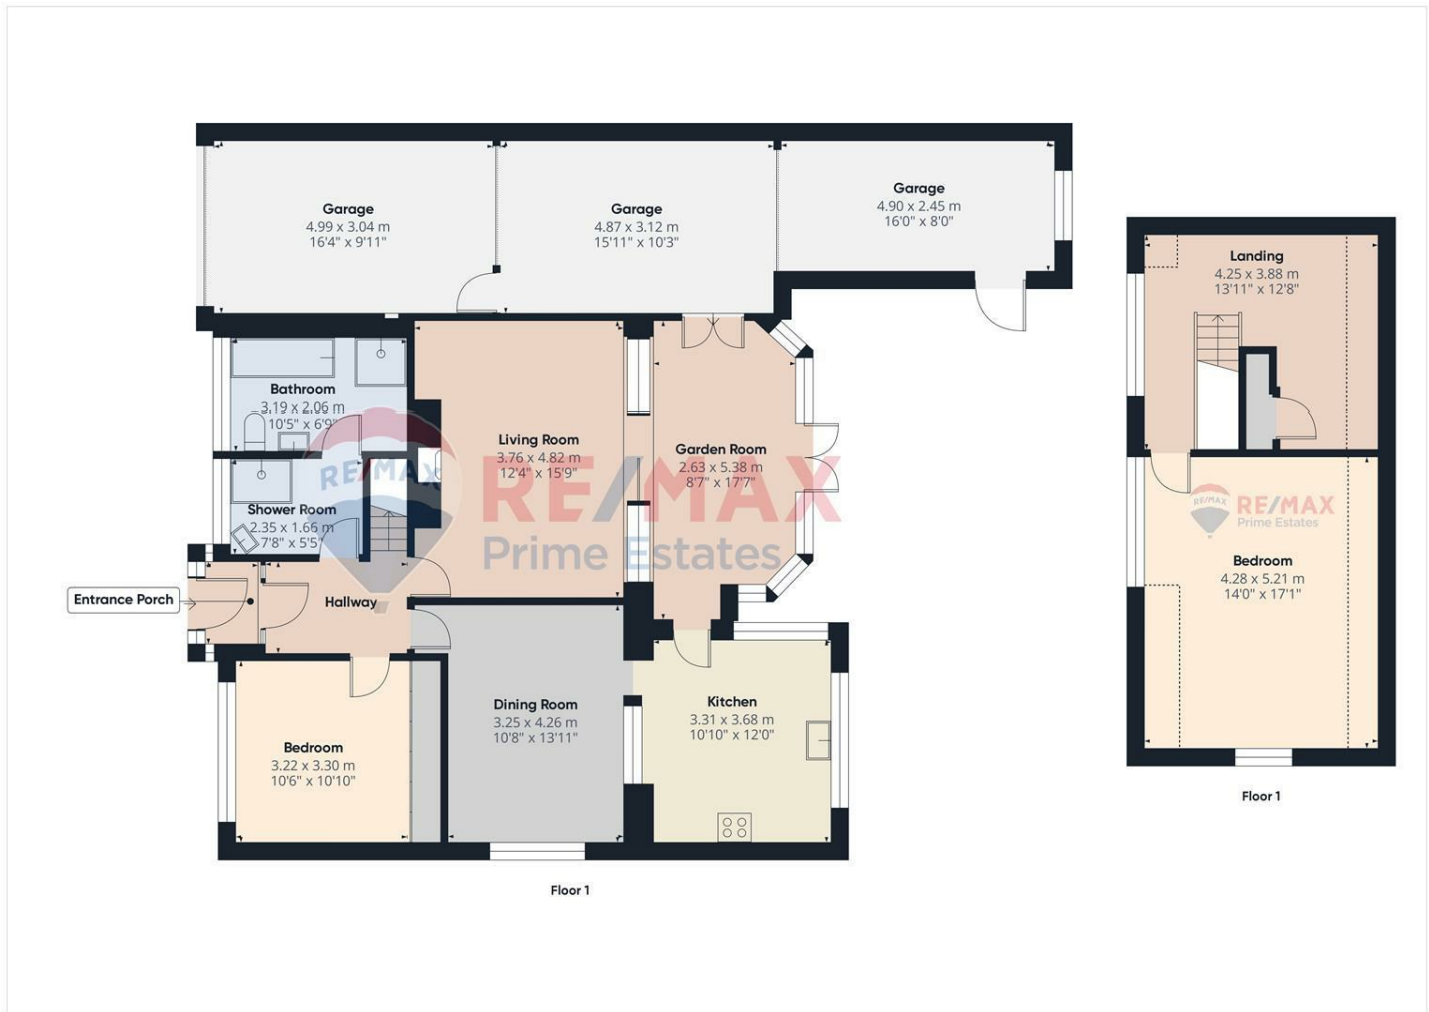 Garage
4.99 x 3.04 m
16'4" x 9'11"
Garage
4.87 x 3.12 m
15'11" x 10'3"
Garage
4.90 x 2.45 m
16'0" x 8'0"
Landing
4.25 x 3.88 m
13'11" x 12'8"
Bathroom
3.19 x 2.06 m
10'5" x 6'9"
Living Room
3.76 x 4.82 m
12'4" x 15'9"
Garden Room
2.63 x 5.38 m
8'7" x 17'7"
RE/MAX
RE/MAX
Prime Estates
RE/MAX
RE/MAX
Prime Estates
Shower Room
2.35 x 1.66 m
7'8" x 5'5"
Bedroom
4.28 x 5.21 m
14'0" x 17'1"
Entrance Porch
Hallway
Dining Room
3.25 x 4.26 m
10'8" x 13'11"
Kitchen
3.31 x 3.68 m
10'10" x 12'0"
Bedroom
3.22 x 3.30 m
10'6" x 10'10"
Floor 1
Floor 1